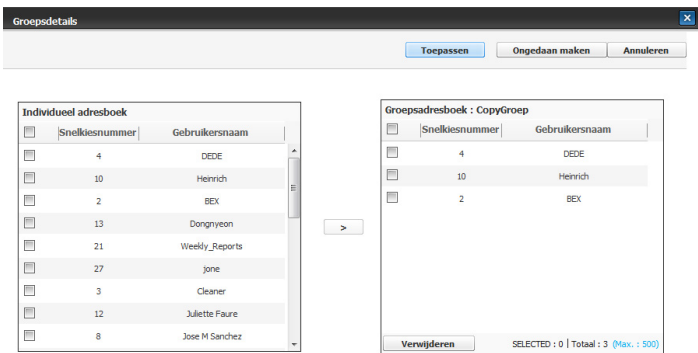 Groepsdetails
Toepassen Ongedaan maken Annuleren
Individueel adresboek
Snelkiesnummer Gebruikersnaam
4 DEDE
10 Heinrich
2 BEX
13 Dongnyeon
21 Weekly_Reports
27 jone
3 Cleaner
12 Juliette Faure
8 Jose M Sanchez
>
Groepsadresboek : CopyGroep
Snelkiesnummer Gebruikersnaam
4 DEDE
10 Heinrich
2 BEX
Verwijderen SELECTED : 0 | Totaal : 3 (Max. : 500)